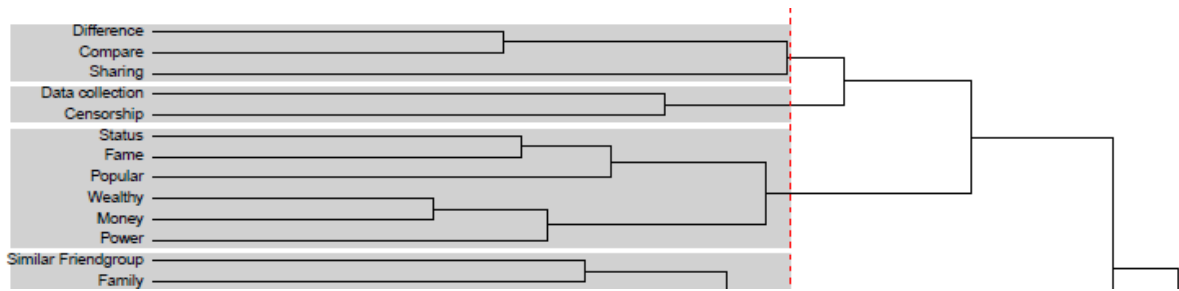 Difference
Compare
Sharing
Data collection
Censorship
Status
Fame
Popular
Wealthy
Money
Power
Similar Friendgroup
Family